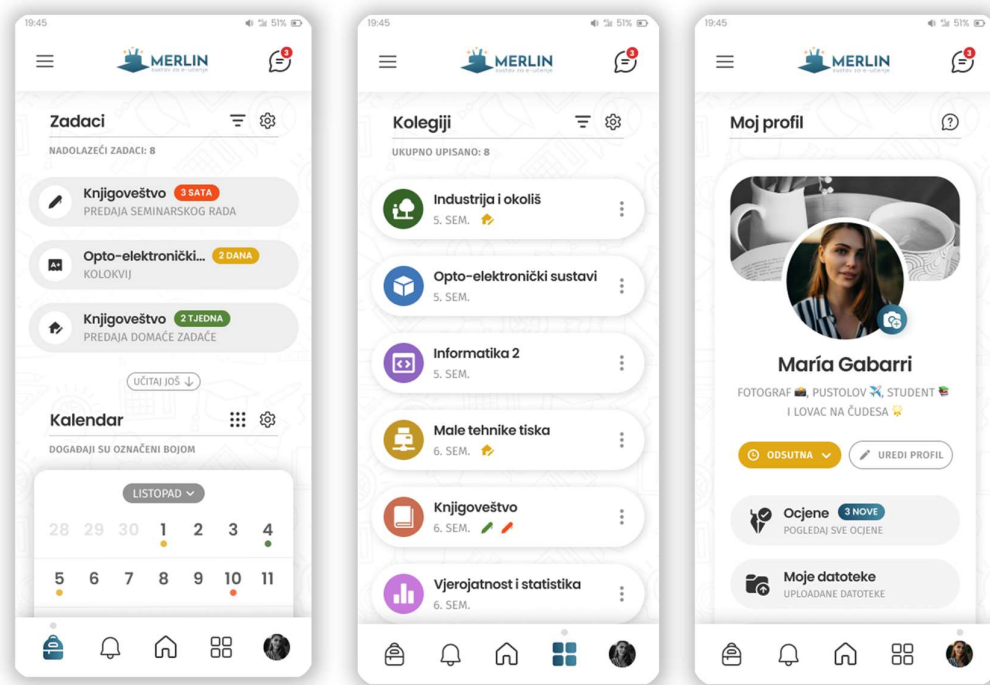 19:45
51%
MERLIN
sustav za e-učenje
3
Zadaci
NADOLAZEĆI ZADACI: 8
Knjigoveštvo 3 SATA
PREDAJA SEMINARSKOG RADA
A+
Opto-elektronički... 2 DANA
KOLOKVIJ
Knjigoveštvo 2 TJEDNA
PREDAJA DOMAĆE ZADAĆE
UČITAJ JOŠ
Kalendar
DOGAĐAJI SU OZNAČENI BOJOM
LISTOPAD
28 29 30 1 2 3 4
5 6 7 8 9 10 11
19:45
51%
MERLIN
sustav za e-učenje
3
Kolegiji
UKUPNO UPISANO: 8
Industrija i okoliš
5. SEM.
Opto-elektronički sustavi
5. SEM.
Informatika 2
5. SEM.
Male tehnike tiska
6. SEM.
Knjigoveštvo
6. SEM.
Vjerojatnost i statistika
6. SEM.
19:45
51%
MERLIN
sustav za e-učenje
3
Moj profil
María Gabarri
FOTOGRAF 📸, PUSTOLOV ✈️, STUDENT 📚
I LOVAC NA ČUDESA 🌟
ODSUTNA
UREDI PROFIL
Ocjene 3 NOVE
POGLEDAJ SVE OCJENE
Moje datoteke
UPLOADANE DATOTEKE